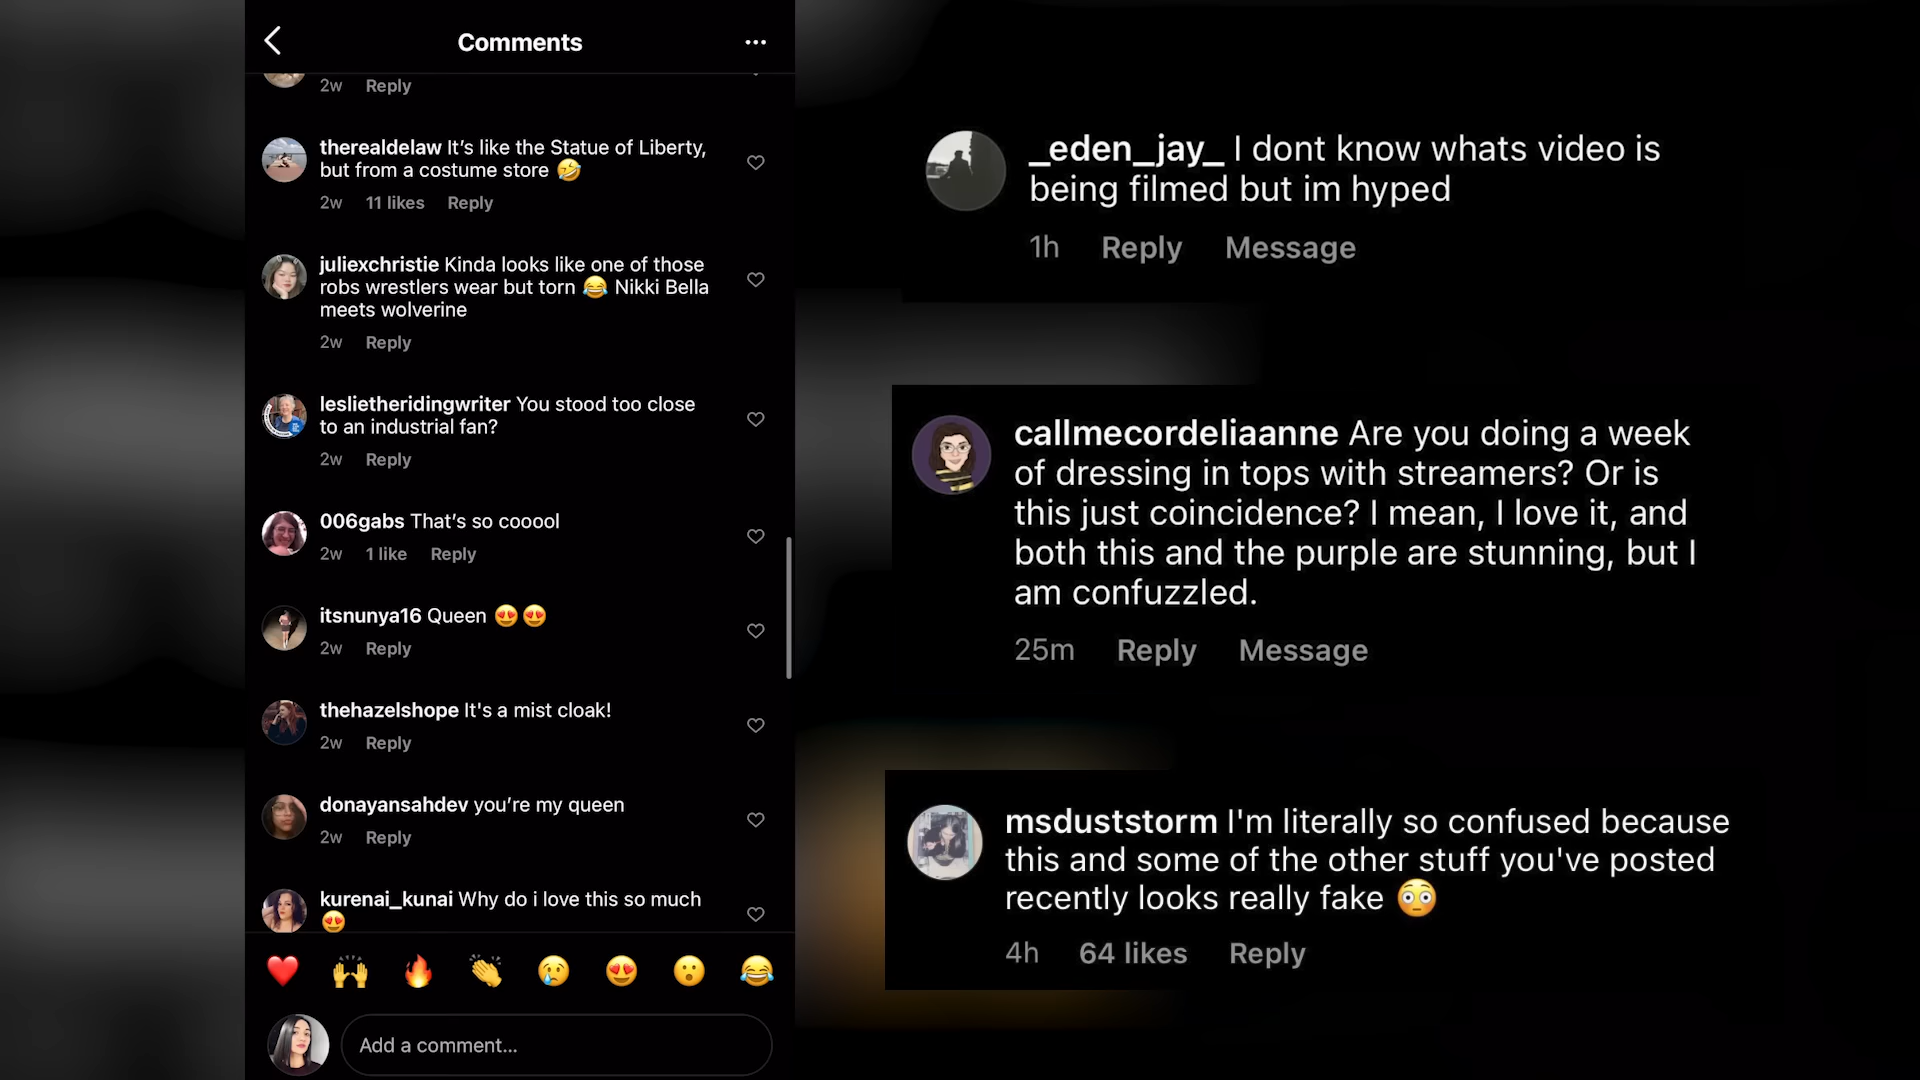 Comments
2w Reply
therealdelaw It’s like the Statue of Liberty,
but from a costume store 🤣
2w 11 likes Reply
juliexchristie Kinda looks like one of those
robs wrestlers wear but torn 😂 Nikki Bella
meets wolverine
2w Reply
leslietheridingwriter You stood too close
to an industrial fan?
2w Reply
006gabs That’s so cooool
2w 1 like Reply
itsnunya16 Queen 😍😍
2w Reply
thehazelshope It's a mist cloak!
2w Reply
donayansahdev you’re my queen
2w Reply
kurenai_kunai Why do i love this so much
😍
❤️ 🙌 🔥 👏 😢 😍 😮 😂
Add a comment...
_eden_jay_ I dont know whats video is
being filmed but im hyped
1h Reply Message
callmecordeliaanne Are you doing a week
of dressing in tops with streamers? Or is
this just coincidence? I mean, I love it, and
both this and the purple are stunning, but I
am confuzzled.
25m Reply Message
msduststorm I'm literally so confused because
this and some of the other stuff you've posted
recently looks really fake 😳
4h 64 likes Reply